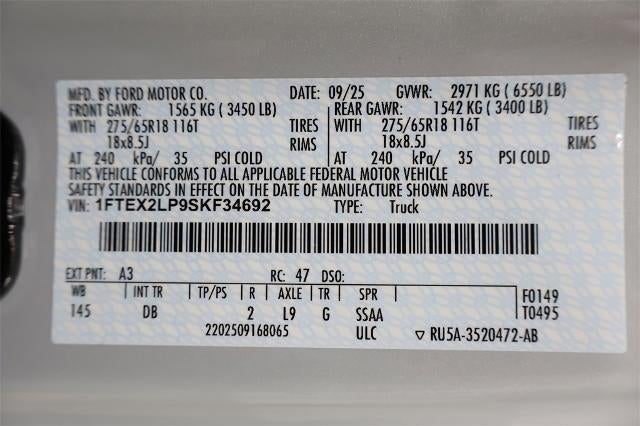 MFD. BY FORD MOTOR CO. DATE: 09/25 GVWR: 2971 KG ( 6550 LB)
FRONT GAWR: 1565 KG ( 3450 LB) REAR GAWR: 1542 KG ( 3400 LB)
WITH 275/65R18 116T TIRES WITH 275/65R18 116T TIRES
18x8.5J RIMS 18x8.5J RIMS
AT 240 kPa/ 35 PSI COLD AT 240 kPa/ 35 PSI COLD
THIS VEHICLE CONFORMS TO ALL APPLICABLE FEDERAL MOTOR VEHICLE
SAFETY STANDARDS IN EFFECT ON THE DATE OF MANUFACTURE SHOWN ABOVE.
VIN: 1FTEX2LP9SKF34692 TYPE: Truck
EXT PNT: A3 RC: 47 DSO:
WB INT TR TP/PS R AXLE TR SPR F0149
145 DB 2 L9 G SSAA T0495
2202509168065 ULC ▽ RU5A-3520472-AB